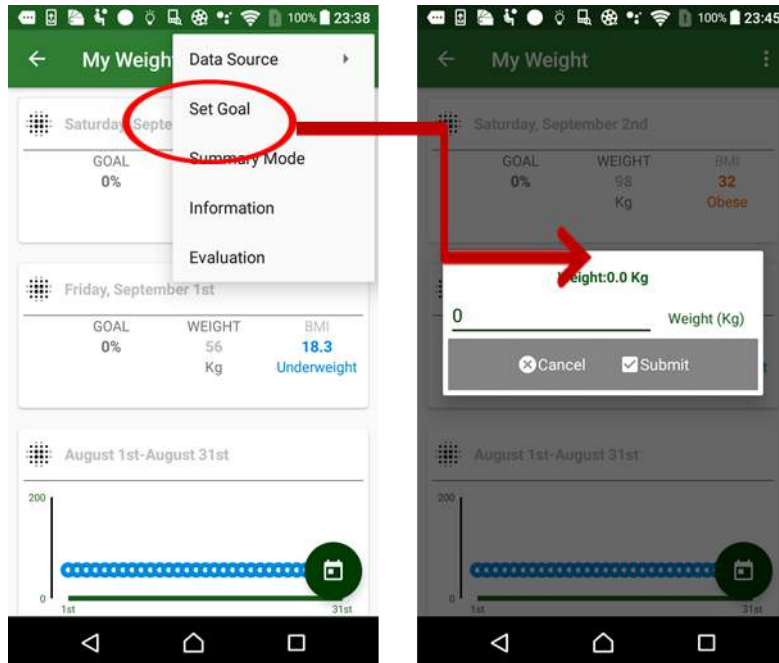 100% 23:38
My Weigh
Data Source
Set Goal
Summary Mode
Information
Evaluation
Saturday, Septe
GOAL
0%
Friday, September 1st
GOAL WEIGHT BMI
0% 56 18.3
Kg Underweight
August 1st-August 31st
200
0
1st 31st
100% 23:45
My Weight
Saturday, September 2nd
GOAL WEIGHT BMI
0% 98 32
Kg Obese
Weight:0.0 Kg
0 Weight (Kg)
Cancel Submit
August 1st-August 31st
200
0
1st 31st